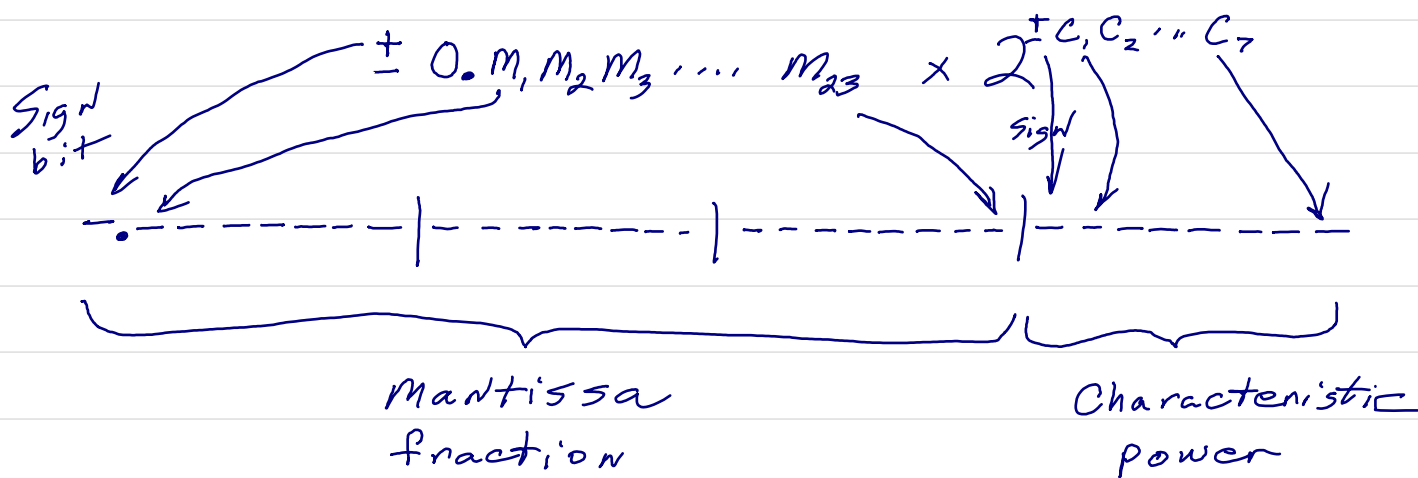 ± 0.m₁m₂m₃ .... m₂₃ × 2^±C₁C₂...C₇
Sign
bit
sign
Mantissa
fraction
Characteristic
power